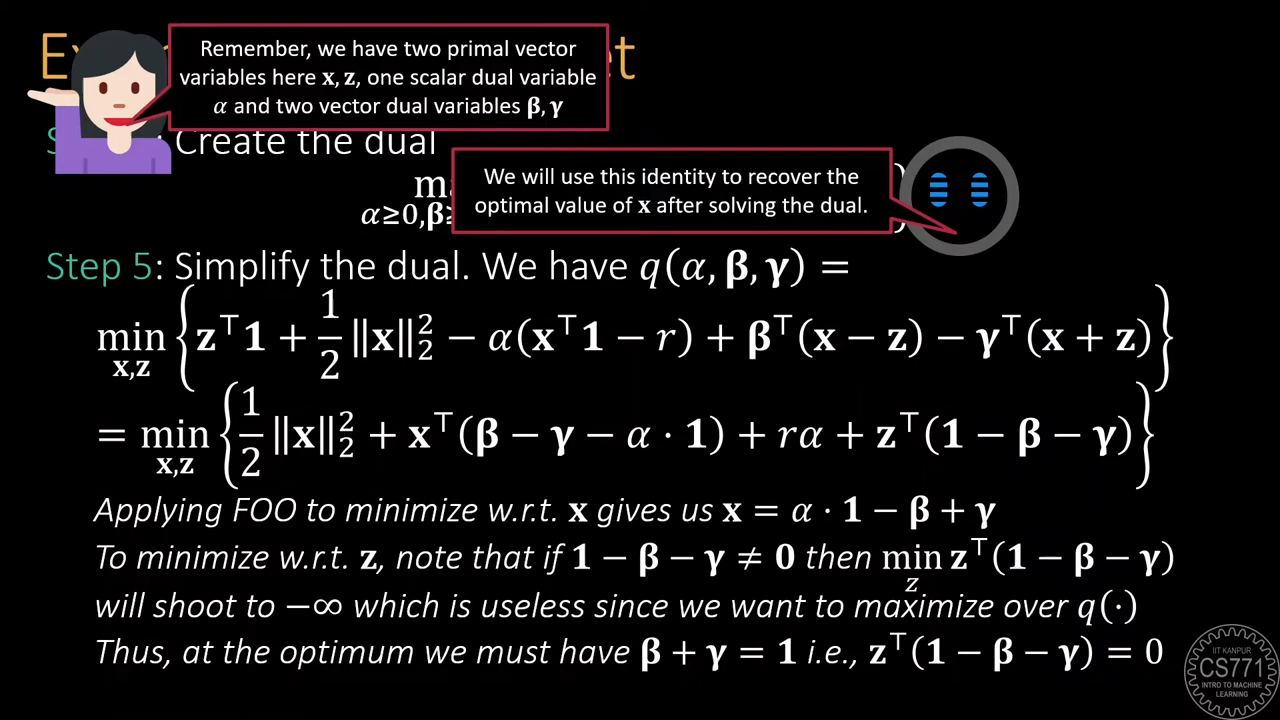 Remember, we have two primal vector
variables here 𝐱, 𝐳, one scalar dual variable
𝛼 and two vector dual variables 𝛃, 𝛄
: Create the dual
We will use this identity to recover the
optimal value of 𝐱 after solving the dual.
𝛼≥0,𝛃≥
Step 5: Simplify the dual. We have 𝑞(𝛼, 𝛃, 𝛄) =
min_{𝐱,𝐳} { 𝐳^⊤𝟏 + 1/2 ‖𝐱‖_2^2 − 𝛼(𝐱^⊤𝟏 − 𝑟) + 𝛃^⊤(𝐱 − 𝐳) − 𝛄^⊤(𝐱 + 𝐳) }
= min_{𝐱,𝐳} { 1/2 ‖𝐱‖_2^2 + 𝐱^⊤(𝛃 − 𝛄 − 𝛼 ⋅ 𝟏) + 𝑟𝛼 + 𝐳^⊤(𝟏 − 𝛃 − 𝛄) }
Applying FOO to minimize w.r.t. 𝐱 gives us 𝐱 = 𝛼 ⋅ 𝟏 − 𝛃 + 𝛄
To minimize w.r.t. 𝐳, note that if 𝟏 − 𝛃 − 𝛄 ≠ 𝟎 then min_𝑧 𝐳^⊤(𝟏 − 𝛃 − 𝛄)
will shoot to −∞ which is useless since we want to maximize over 𝑞(⋅)
Thus, at the optimum we must have 𝛃 + 𝛄 = 𝟏 i.e., 𝐳^⊤(𝟏 − 𝛃 − 𝛄) = 0
IIT KANPUR
CS771
INTRO TO MACHINE
LEARNING